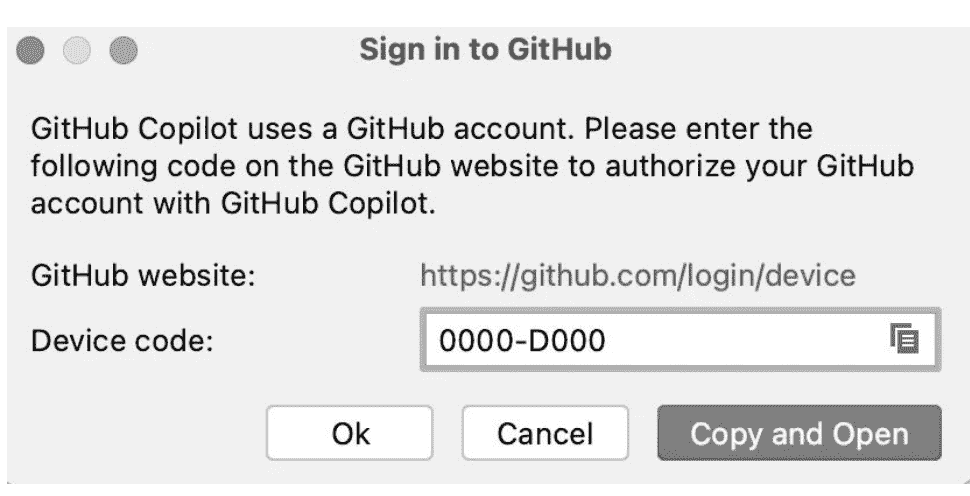 Sign in to GitHub
GitHub Copilot uses a GitHub account. Please enter the
following code on the GitHub website to authorize your GitHub
account with GitHub Copilot.
GitHub website: https://github.com/login/device
Device code: 0000-D000
Ok Cancel Copy and Open